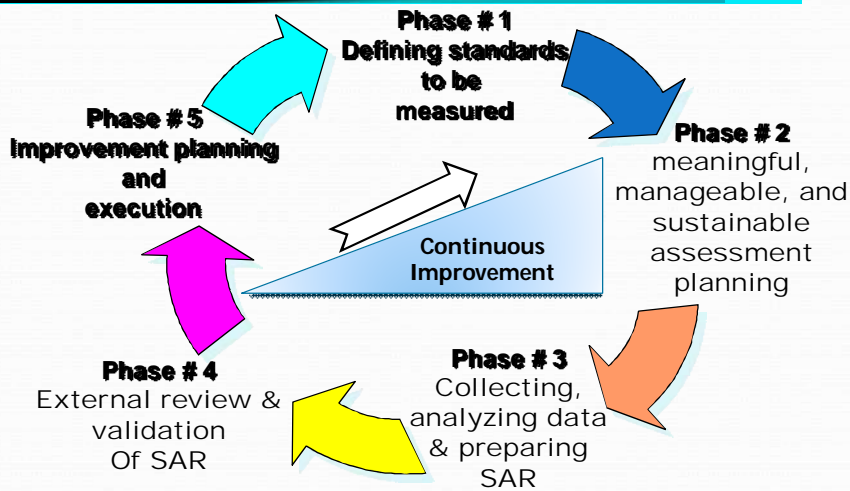 Phase # 1
Defining standards
to be
measured
Phase # 2
meaningful,
manageable, and
sustainable
assessment
planning
Phase # 3
Collecting,
analyzing data
& preparing
SAR
Phase # 4
External review &
validation
Of SAR
Phase # 5
Improvement planning
and
execution
Continuous
Improvement